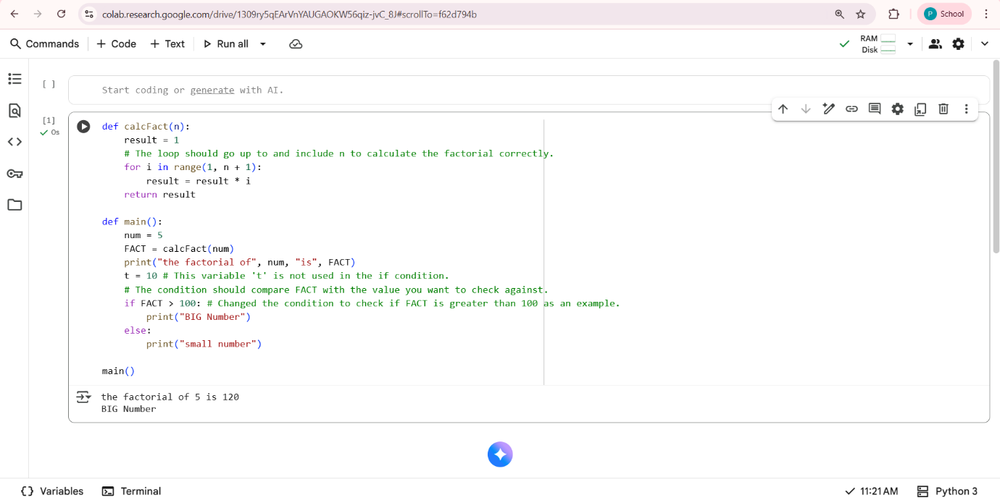 colab.research.google.com/drive/1309ry5qEArVnYAUGAOKW56qiz-jvC_8J#scrollTo=f62d794b
P School
Commands + Code + Text Run all
RAM
Disk
[ ] Start coding or generate with AI.
[1]
0s
def calcFact(n):
    result = 1
    # The loop should go up to and include n to calculate the factorial correctly.
    for i in range(1, n + 1):
        result = result * i
    return result
def main():
    num = 5
    FACT = calcFact(num)
    print("the factorial of", num, "is", FACT)
    t = 10 # This variable 't' is not used in the if condition.
    # The condition should compare FACT with the value you want to check against.
    if FACT > 100: # Changed the condition to check if FACT is greater than 100 as an example.
        print("BIG Number")
    else:
        print("small number")
main()
the factorial of 5 is 120
BIG Number
{} Variables Terminal 11:21 AM Python 3